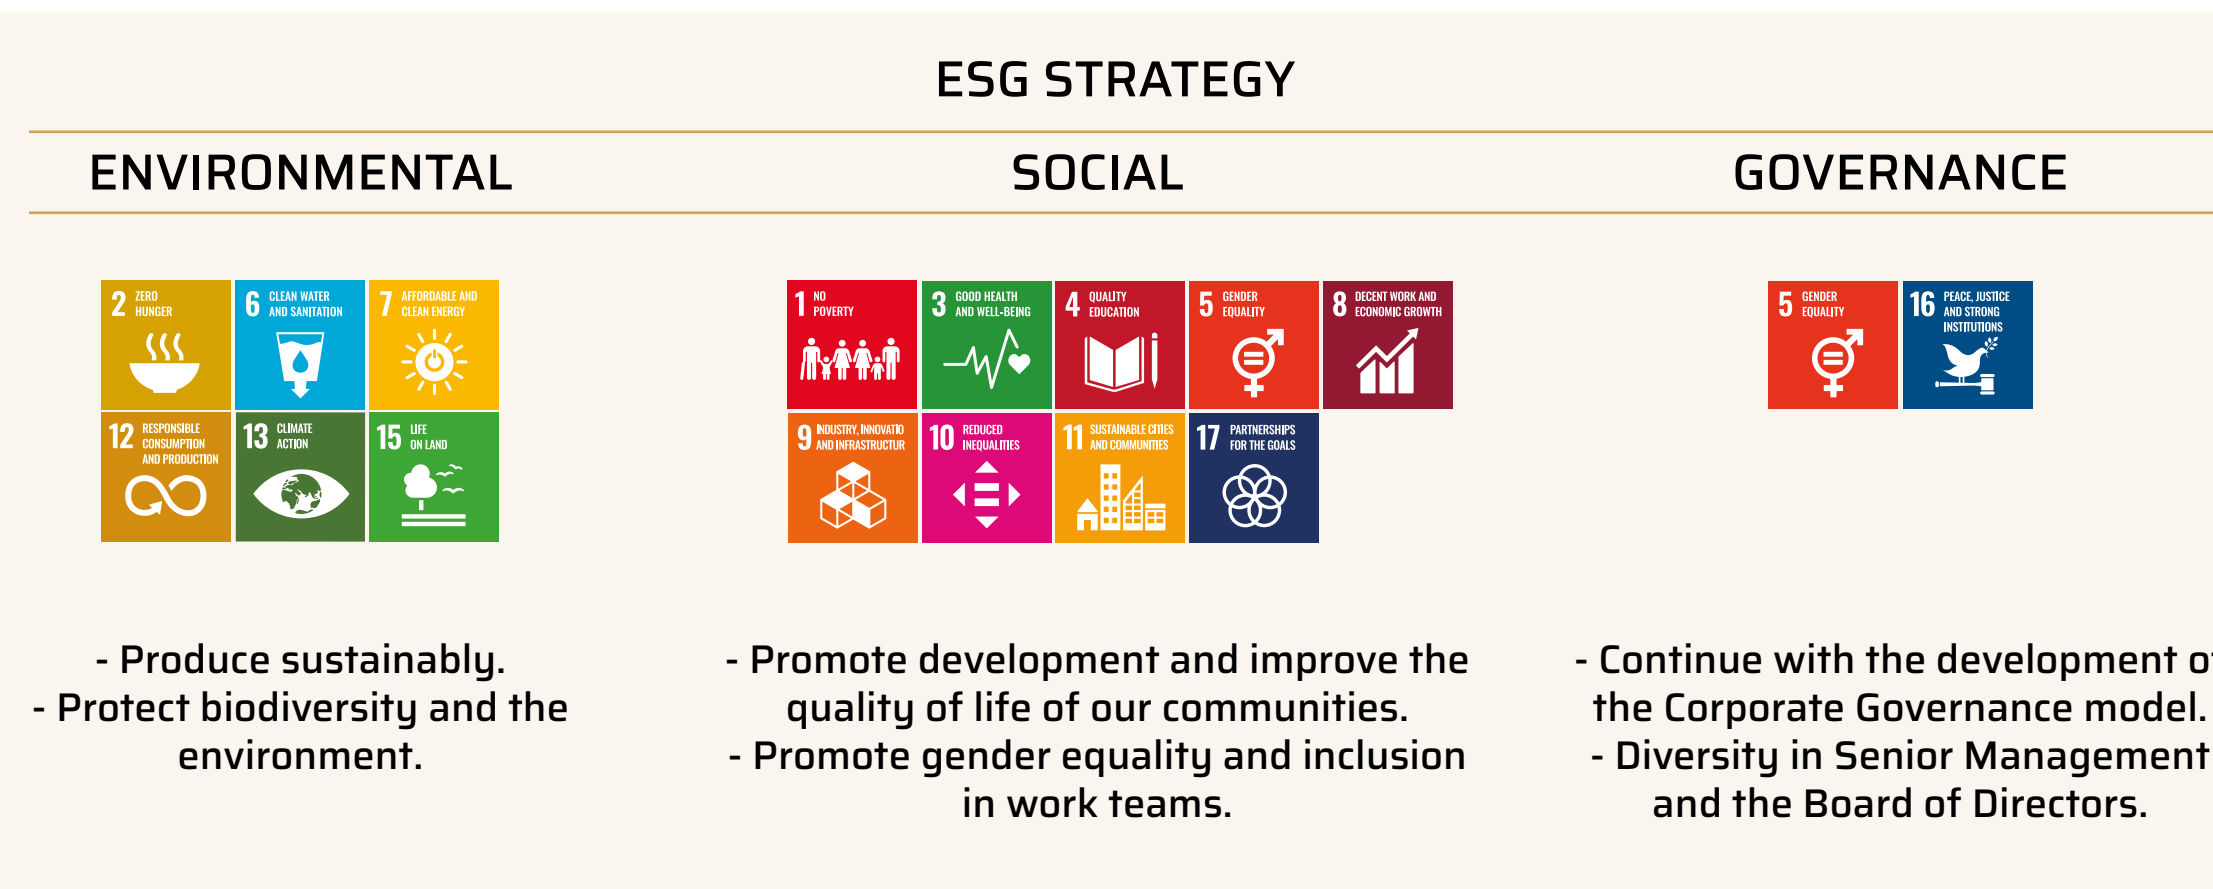 ESG STRATEGY
ENVIRONMENTAL
SOCIAL
GOVERNANCE
2 ZERO
HUNGER
6 CLEAN WATER
AND SANITATION
7 AFFORDABLE AND
CLEAN ENERGY
12 RESPONSIBLE
CONSUMPTION
AND PRODUCTION
13 CLIMATE
ACTION
15 LIFE
ON LAND
- Produce sustainably.
- Protect biodiversity and the
environment.
1 NO
POVERTY
3 GOOD HEALTH
AND WELL-BEING
4 QUALITY
EDUCATION
5 GENDER
EQUALITY
8 DECENT WORK AND
ECONOMIC GROWTH
9 INDUSTRY, INNOVATIO
AND INFRASTRUCTUR
10 REDUCED
INEQUALITIES
11 SUSTAINABLE CITIES
AND COMMUNITIES
17 PARTNERSHIPS
FOR THE GOALS
- Promote development and improve the
quality of life of our communities.
- Promote gender equality and inclusion
in work teams.
5 GENDER
EQUALITY
16 PEACE, JUSTICE
AND STRONG
INSTITUTIONS
- Continue with the development of
the Corporate Governance model.
- Diversity in Senior Management
and the Board of Directors.